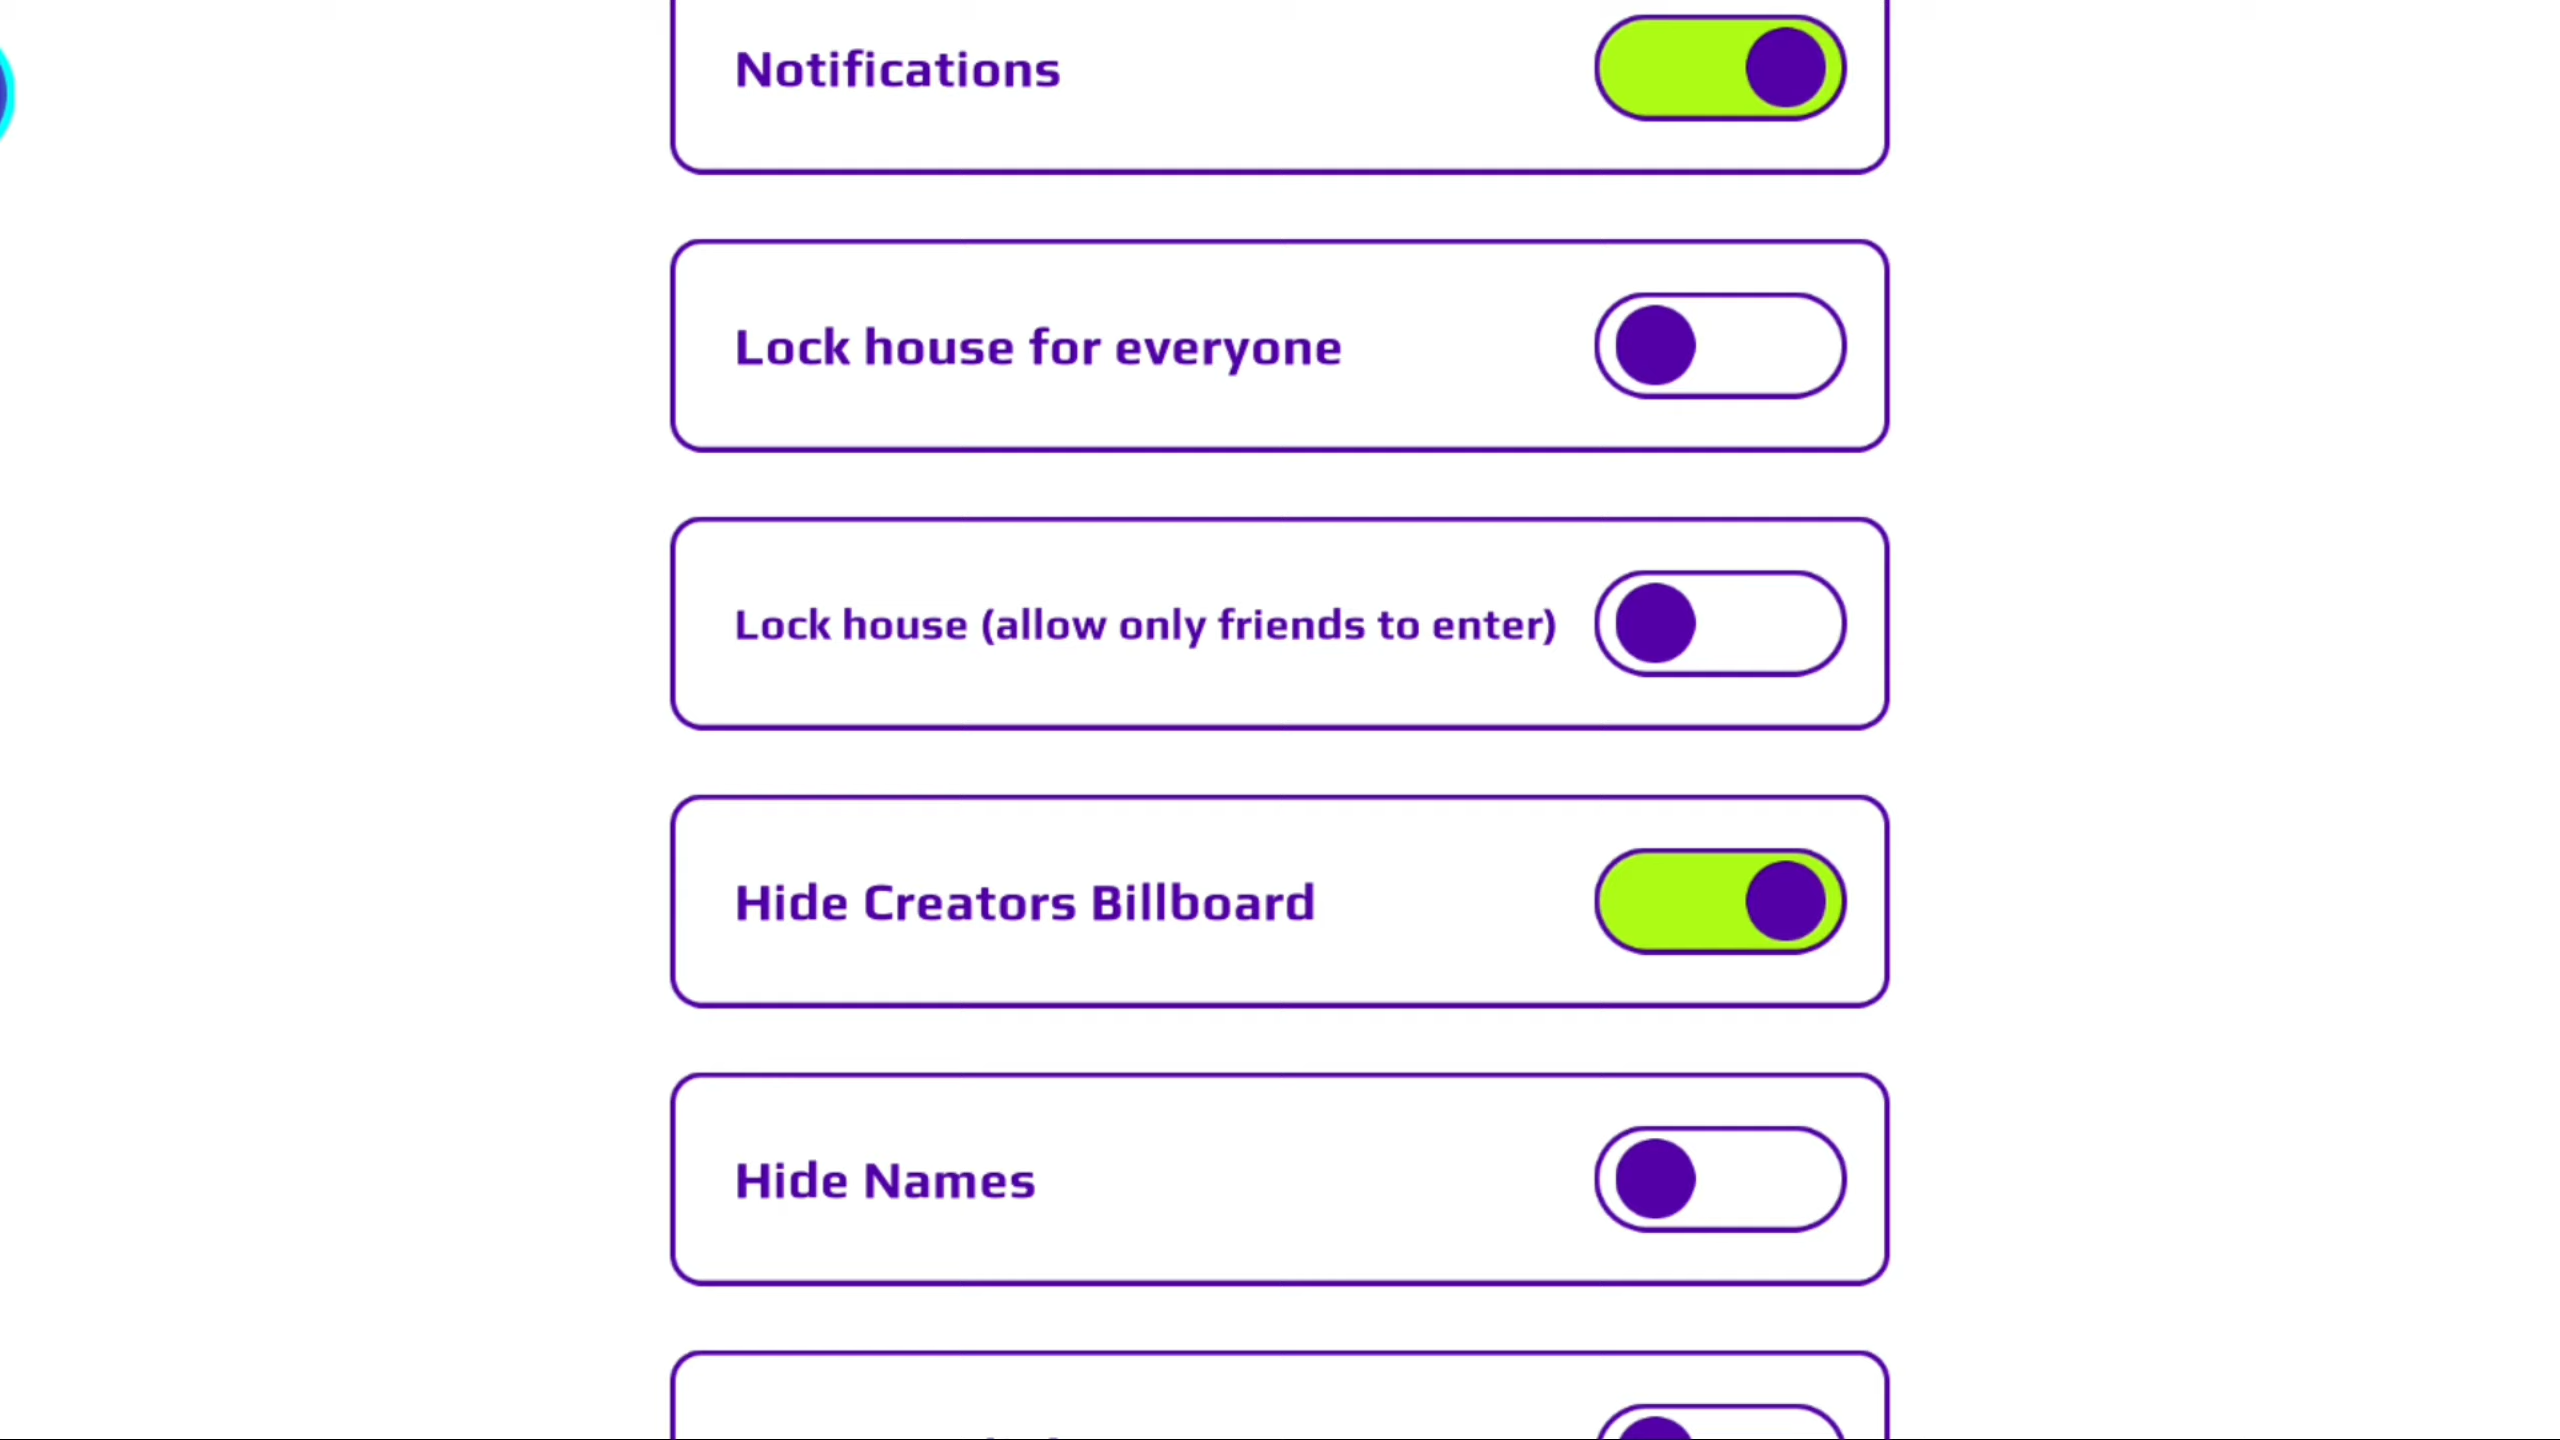 Notifications
Lock house for everyone
Lock house (allow only friends to enter)
Hide Creators Billboard
Hide Names